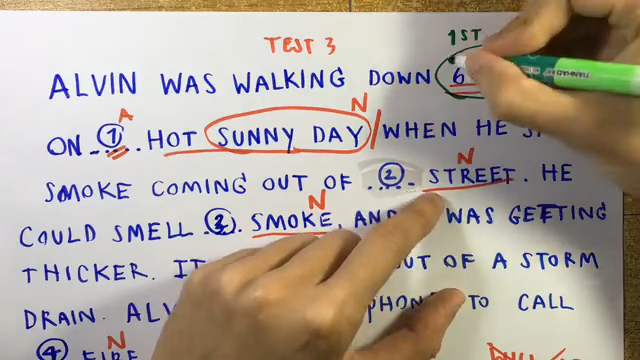 TEST 3
1ST
ALVIN WAS WALKING DOWN 6
A N
ON ..1... HOT SUNNY DAY / WHEN HE
N
SMOKE COMING OUT OF ..2... STREET. HE
N
COULD SMELL .3. SMOKE, AND WAS GETTING
THICKER. IT OUT OF A STORM
DRAIN. PHONE TO CALL
N
4 FIRE